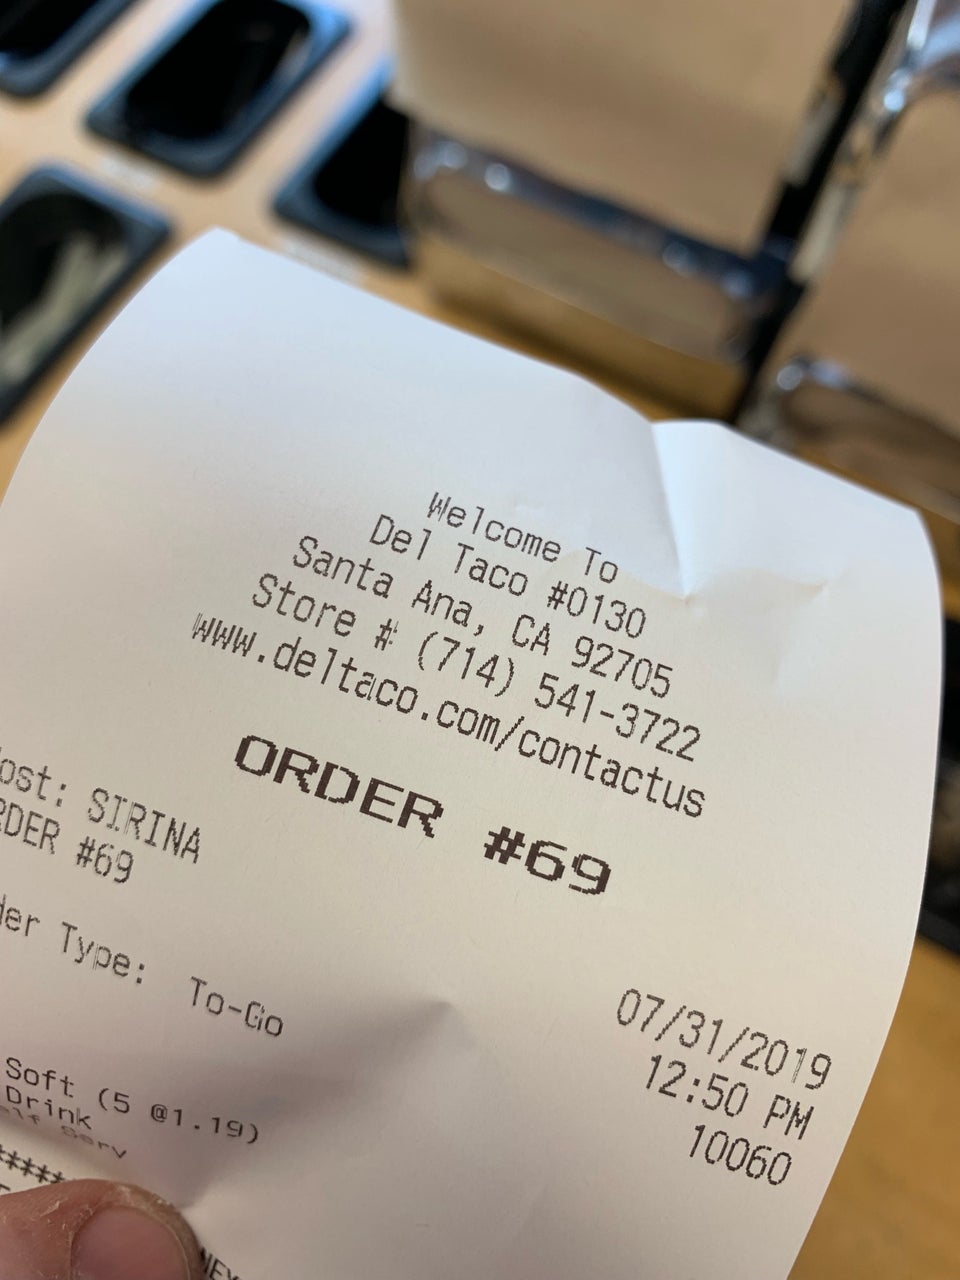 Welcome To
Del Taco #0130
Santa Ana, CA 92705
Store # (714) 541-3722
www.deltaco.com/contactus
ORDER #69
ost: SIRINA
RDER #69
der Type: To-Go
07/31/2019
12:50 PM
10060
Soft (5 @1.19)
Drink
elf Serv